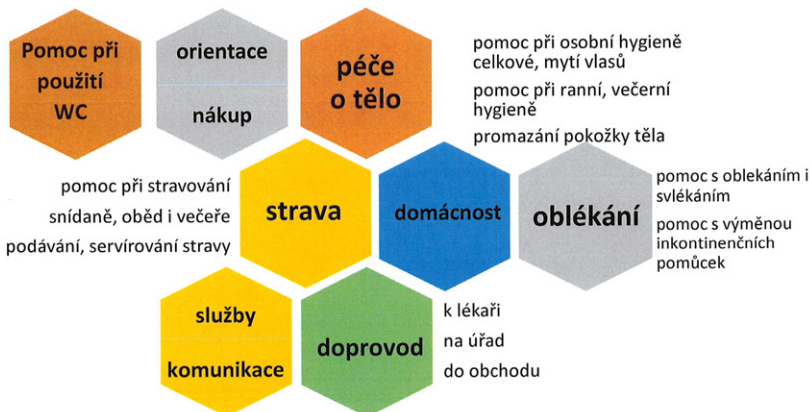 Pomoc při
použití
WC
orientace
nákup
péče
o tělo
pomoc při osobní hygieně
celkové, mytí vlasů
pomoc při ranní, večerní
hygieně
promazání pokožky těla
pomoc při stravování
snídaně, oběd i večeře
podávání, servírování stravy
strava
domácnost
oblékání
pomoc s oblekáním i
svlékáním
pomoc s výměnou
inkontinenčních
pomůcek
služby
komunikace
doprovod
k lékaři
na úřad
do obchodu